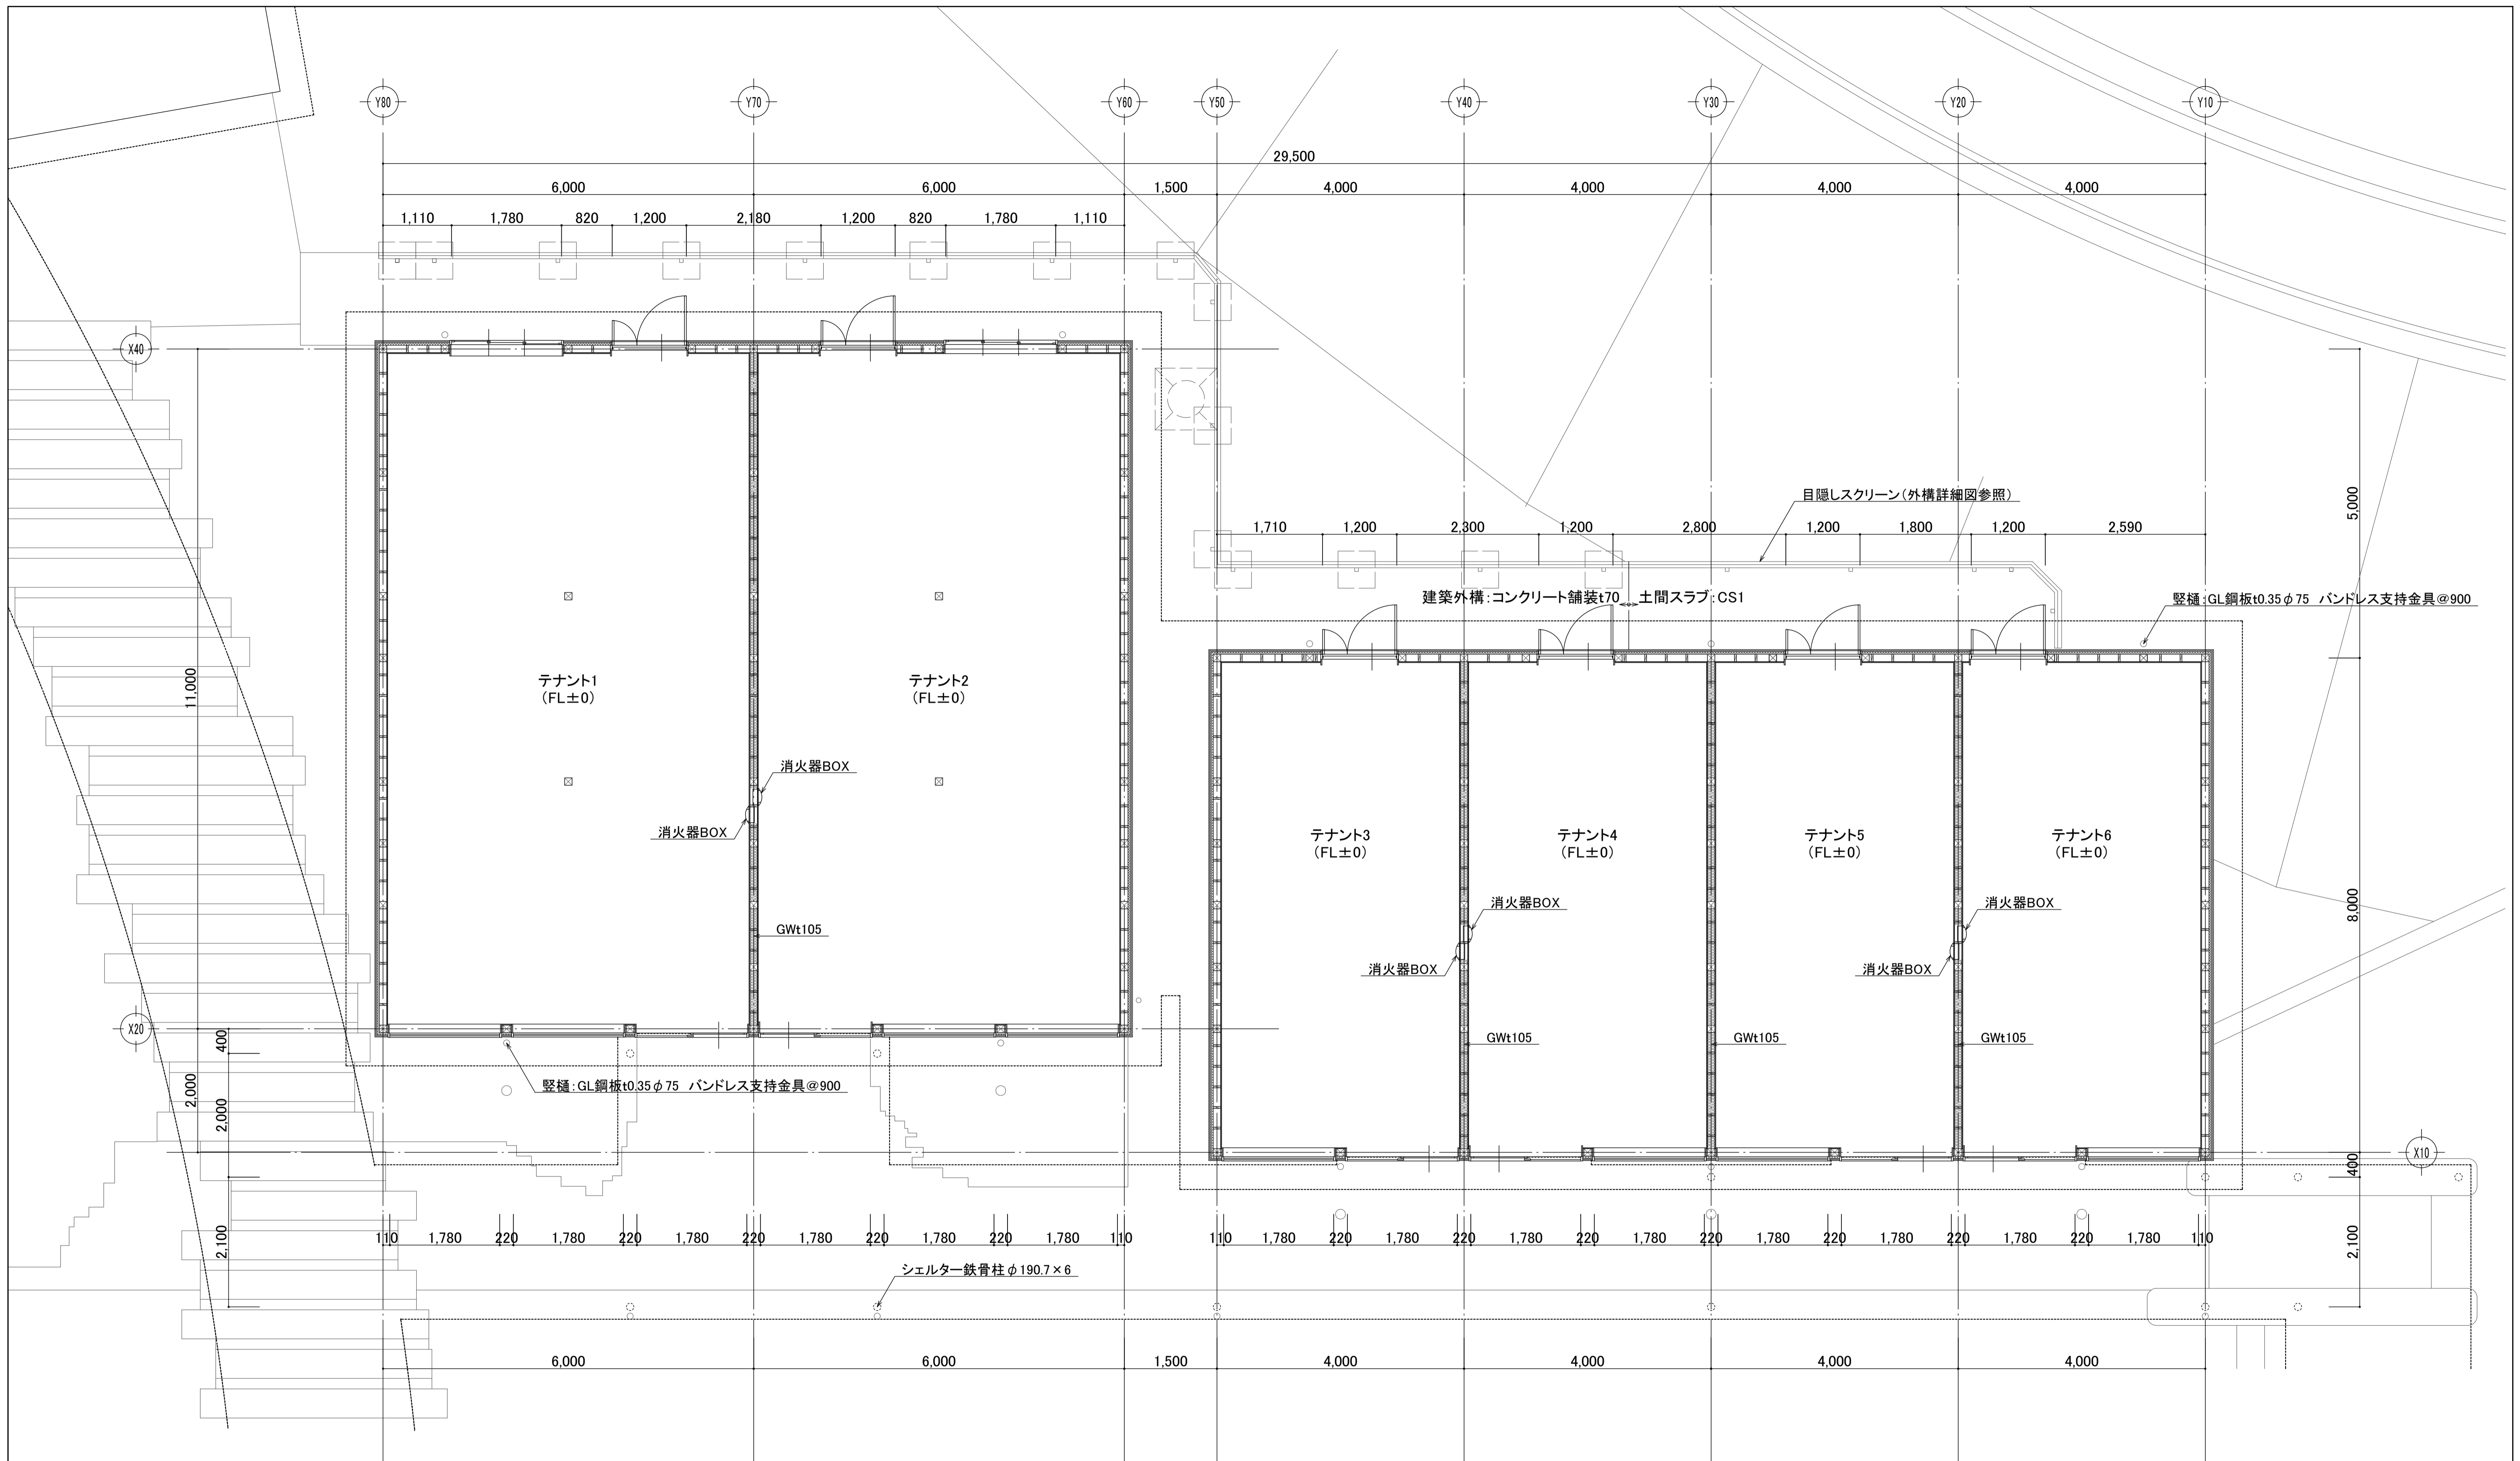 Y80 Y70 Y60 Y50 Y40 Y30 Y20 Y10
29,500
6,000 6,000 1,500 4,000 4,000 4,000 4,000
1,110 1,780 820 1,200 2,180 1,200 820 1,780 1,110
X40
目隠しスクリーン(外構詳細図参照)
5,000
1,710 1,200 2,300 1,200 2,800 1,200 1,800 1,200 2,590
建築外構:コンクリート舗装t70 土間スラブ:CS1
竪樋:GL鋼板t0.35φ75 バンドレス支持金具@900
11,000
テナント1
(FL±0)
テナント2
(FL±0)
消火器BOX
消火器BOX
テナント3
(FL±0)
テナント4
(FL±0)
テナント5
(FL±0)
テナント6
(FL±0)
8,000
消火器BOX
消火器BOX
消火器BOX
消火器BOX
GWt105
GWt105
GWt105
GWt105
X20
400
2,000
2,000
竪樋:GL鋼板t0.35φ75 バンドレス支持金具@900
X10
400
2,100
2,100
110 1,780 220 1,780 220 1,780 220 1,780 220 1,780 220 1,780 110
110 1,780 220 1,780 220 1,780 220 1,780 220 1,780 220 1,780 220 1,780 220 1,780 110
シェルター鉄骨柱φ190.7×6
6,000 6,000 1,500 4,000 4,000 4,000 4,000